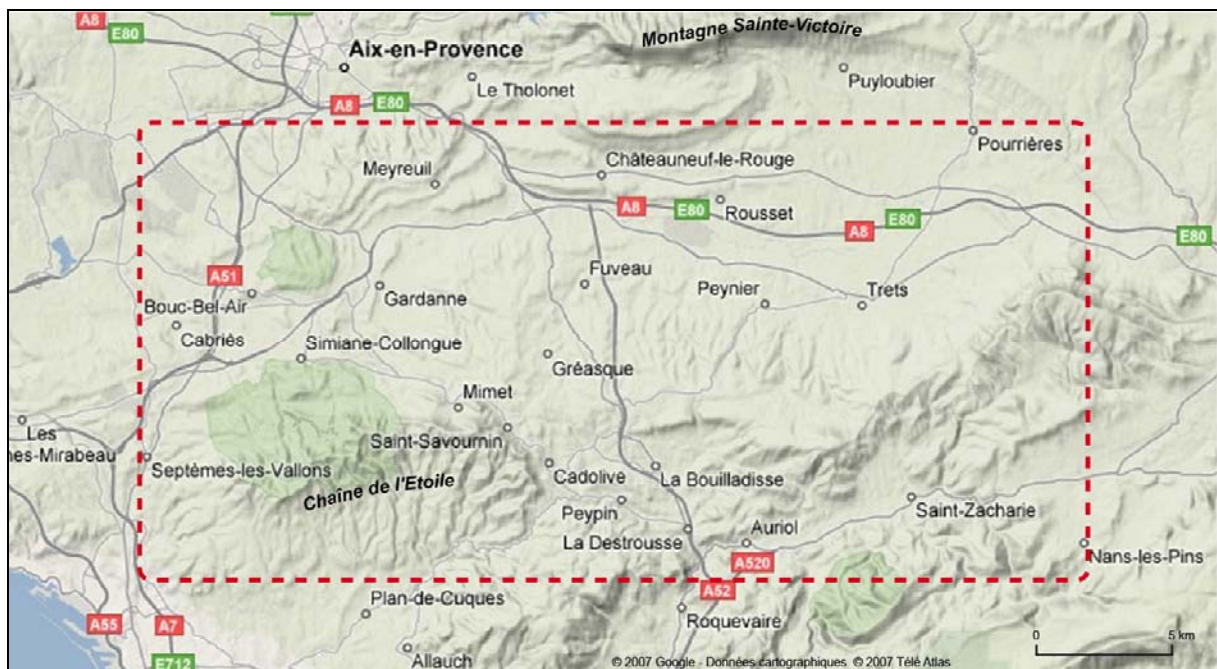 A8
E80
Aix-en-Provence
Montagne Sainte-Victoire
Le Tholonet
Puyloubier
A8
E80
Pourrières
Châteauneuf-le-Rouge
Meyreuil
A8
E80
Rousset
A8
E80
E80
A51
Fuveau
Bouc-Bel-Air
Gardanne
Peynier
Trets
Cabriés
Simiane-Collongue
Gréasque
Mimet
Les
nes-Mirabeau
Saint-Savournin
Septèmes-les-Vallons
Cadolive
La Bouilladisse
Chaîne de l'Etoile
Peypin
Saint-Zacharie
La Destrousse
Auriol
Nans-les-Pins
A520
A52
Plan-de-Cuques
Roquevaire
A55
A7
E712
Allauch
0 5 km
© 2007 Google - Données cartographiques © 2007 Télé Atlas